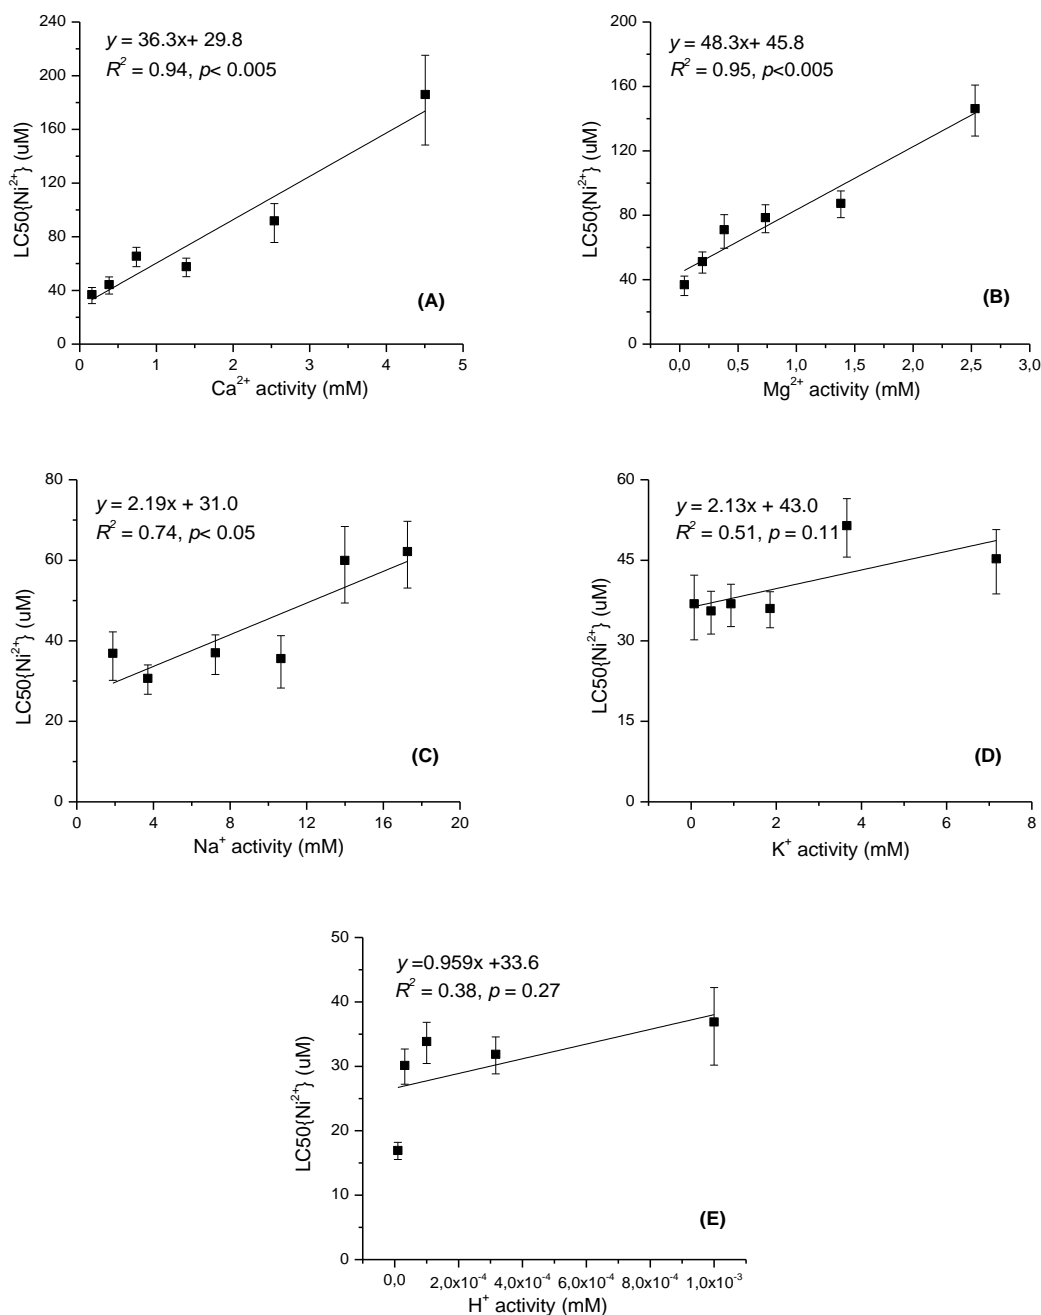 y = 36.3x+ 29.8
R² = 0.94, p< 0.005
LC50{Ni²⁺} (uM)
240
200
160
120
80
40
0
0 1 2 3 4 5
Ca²⁺ activity (mM)
(A)
y = 48.3x+ 45.8
R² = 0.95, p<0.005
LC50{Ni²⁺} (uM)
200
160
120
80
40
0
0,0 0,5 1,0 1,5 2,0 2,5 3,0
Mg²⁺ activity (mM)
(B)
y = 2.19x + 31.0
R² = 0.74, p< 0.05
LC50{Ni²⁺} (uM)
80
60
40
20
0
0 4 8 12 16 20
Na⁺ activity (mM)
(C)
y = 2.13x + 43.0
R² = 0.51, p = 0.11
LC50{Ni²⁺} (uM)
60
45
30
15
0
0 2 4 6 8
K⁺ activity (mM)
(D)
y =0.959x +33.6
R² = 0.38, p = 0.27
LC50{Ni²⁺} (uM)
50
40
30
20
10
0
0,0 2,0x10⁻⁴ 4,0x10⁻⁴ 6,0x10⁻⁴ 8,0x10⁻⁴ 1,0x10⁻³
H⁺ activity (mM)
(E)